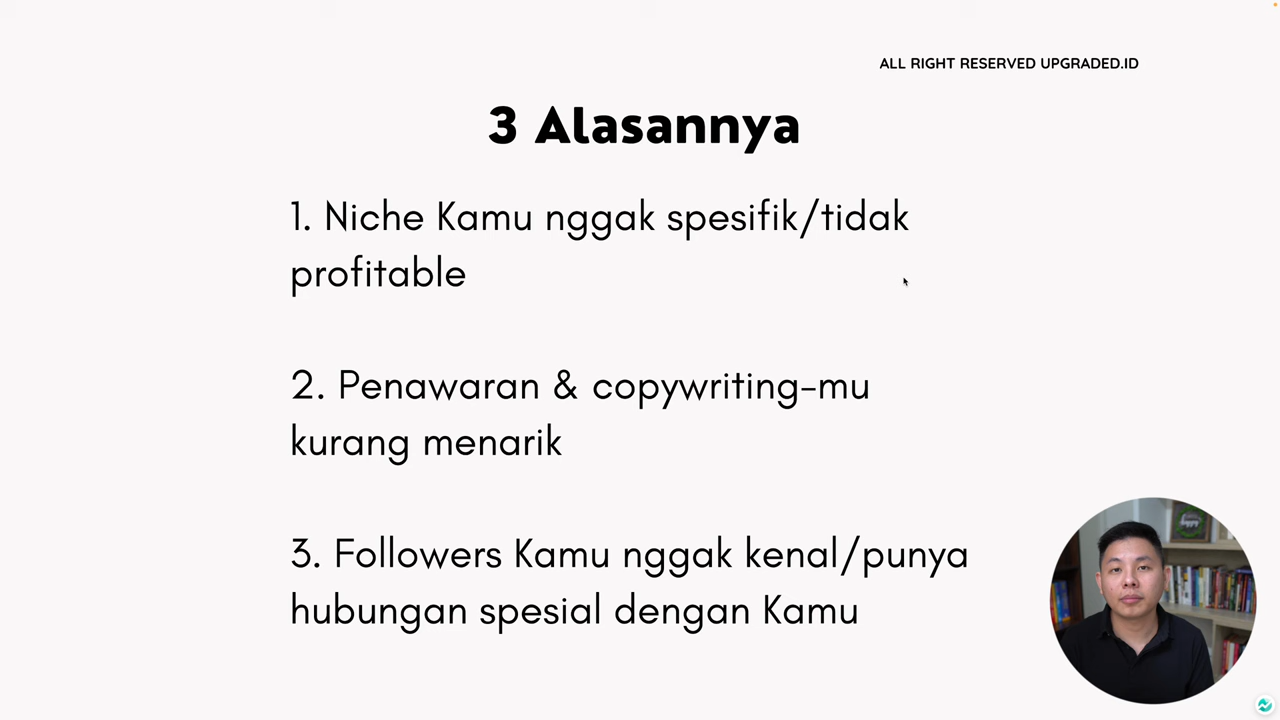 ALL RIGHT RESERVED UPGRADED.ID
3 Alasannya
1. Niche Kamu nggak spesifik/tidak
profitable
2. Penawaran & copywriting-mu
kurang menarik
3. Followers Kamu nggak kenal/punya
hubungan spesial dengan Kamu